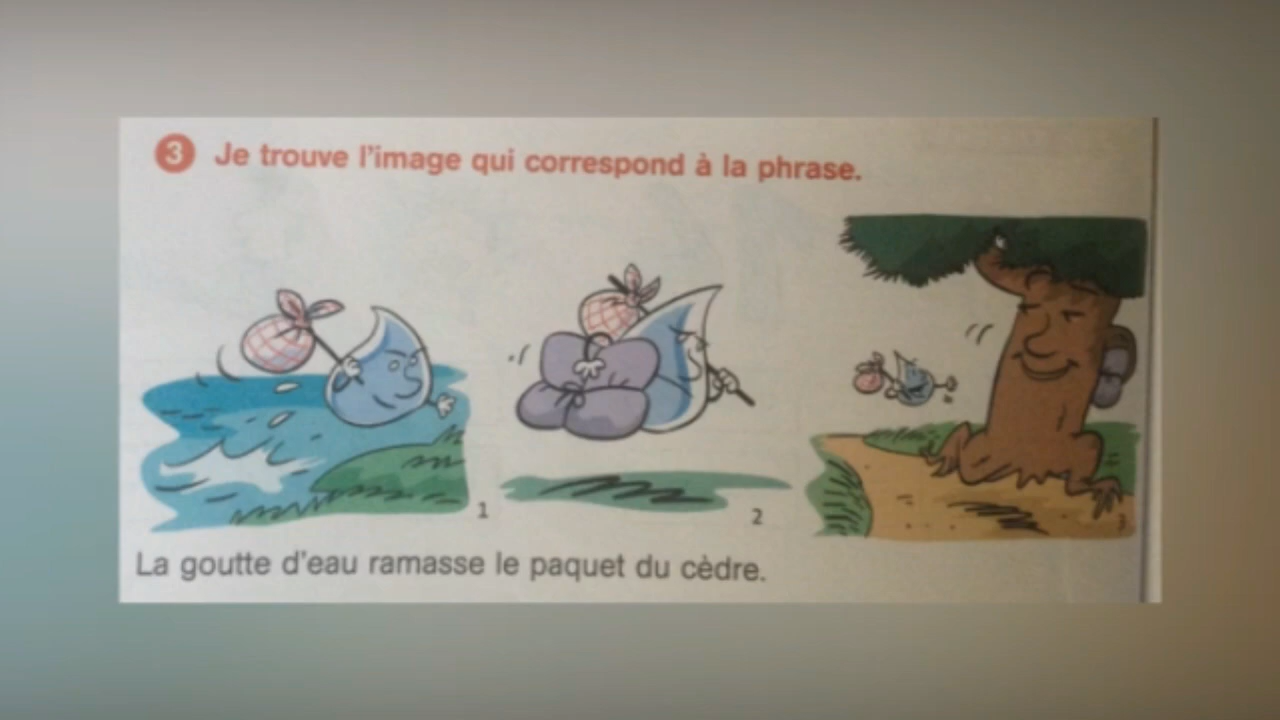 3 Je trouve l'image qui correspond à la phrase.
1
2
3
La goutte d'eau ramasse le paquet du cèdre.